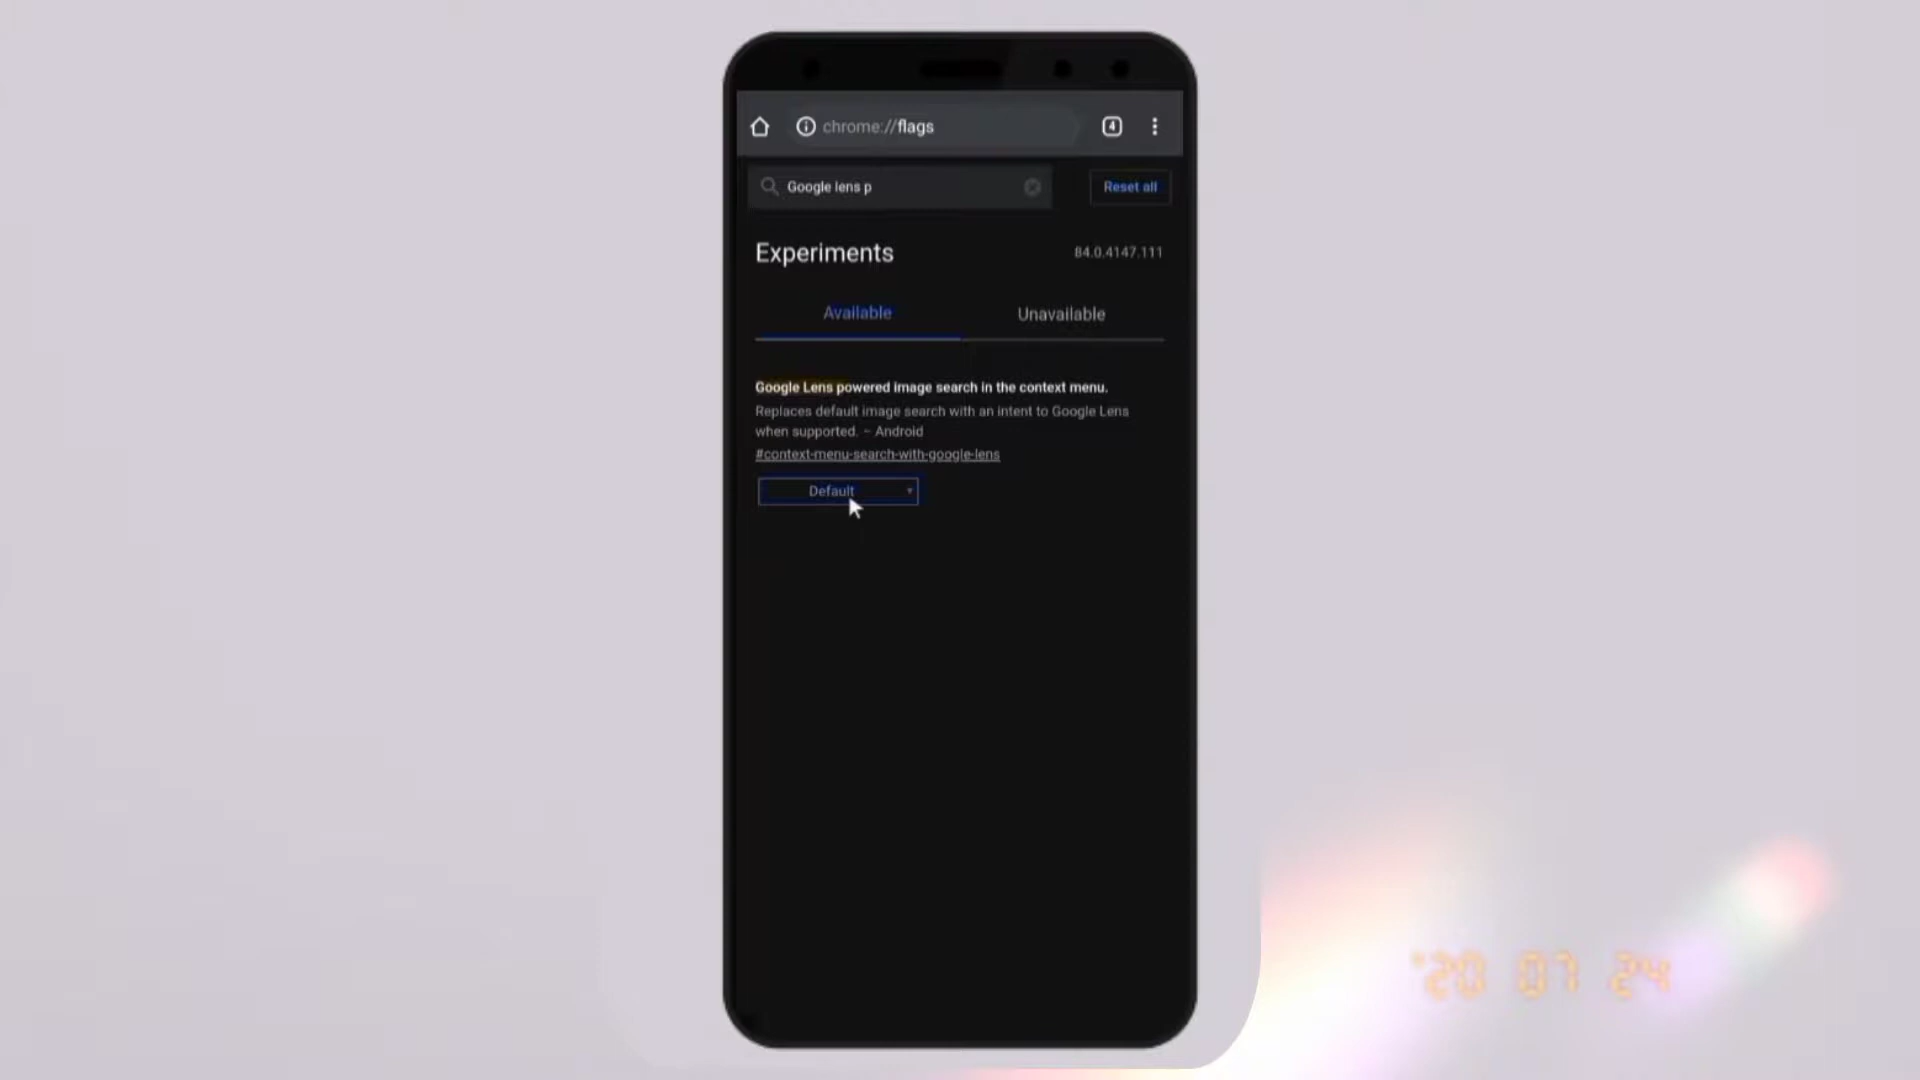 chrome://flags
4
Google lens p
Reset all
Experiments
84.0.4147.111
Available
Unavailable
Google Lens powered image search in the context menu.
Replaces default image search with an intent to Google Lens
when supported. – Android
#context-menu-search-with-google-lens
Default
'20 07 24